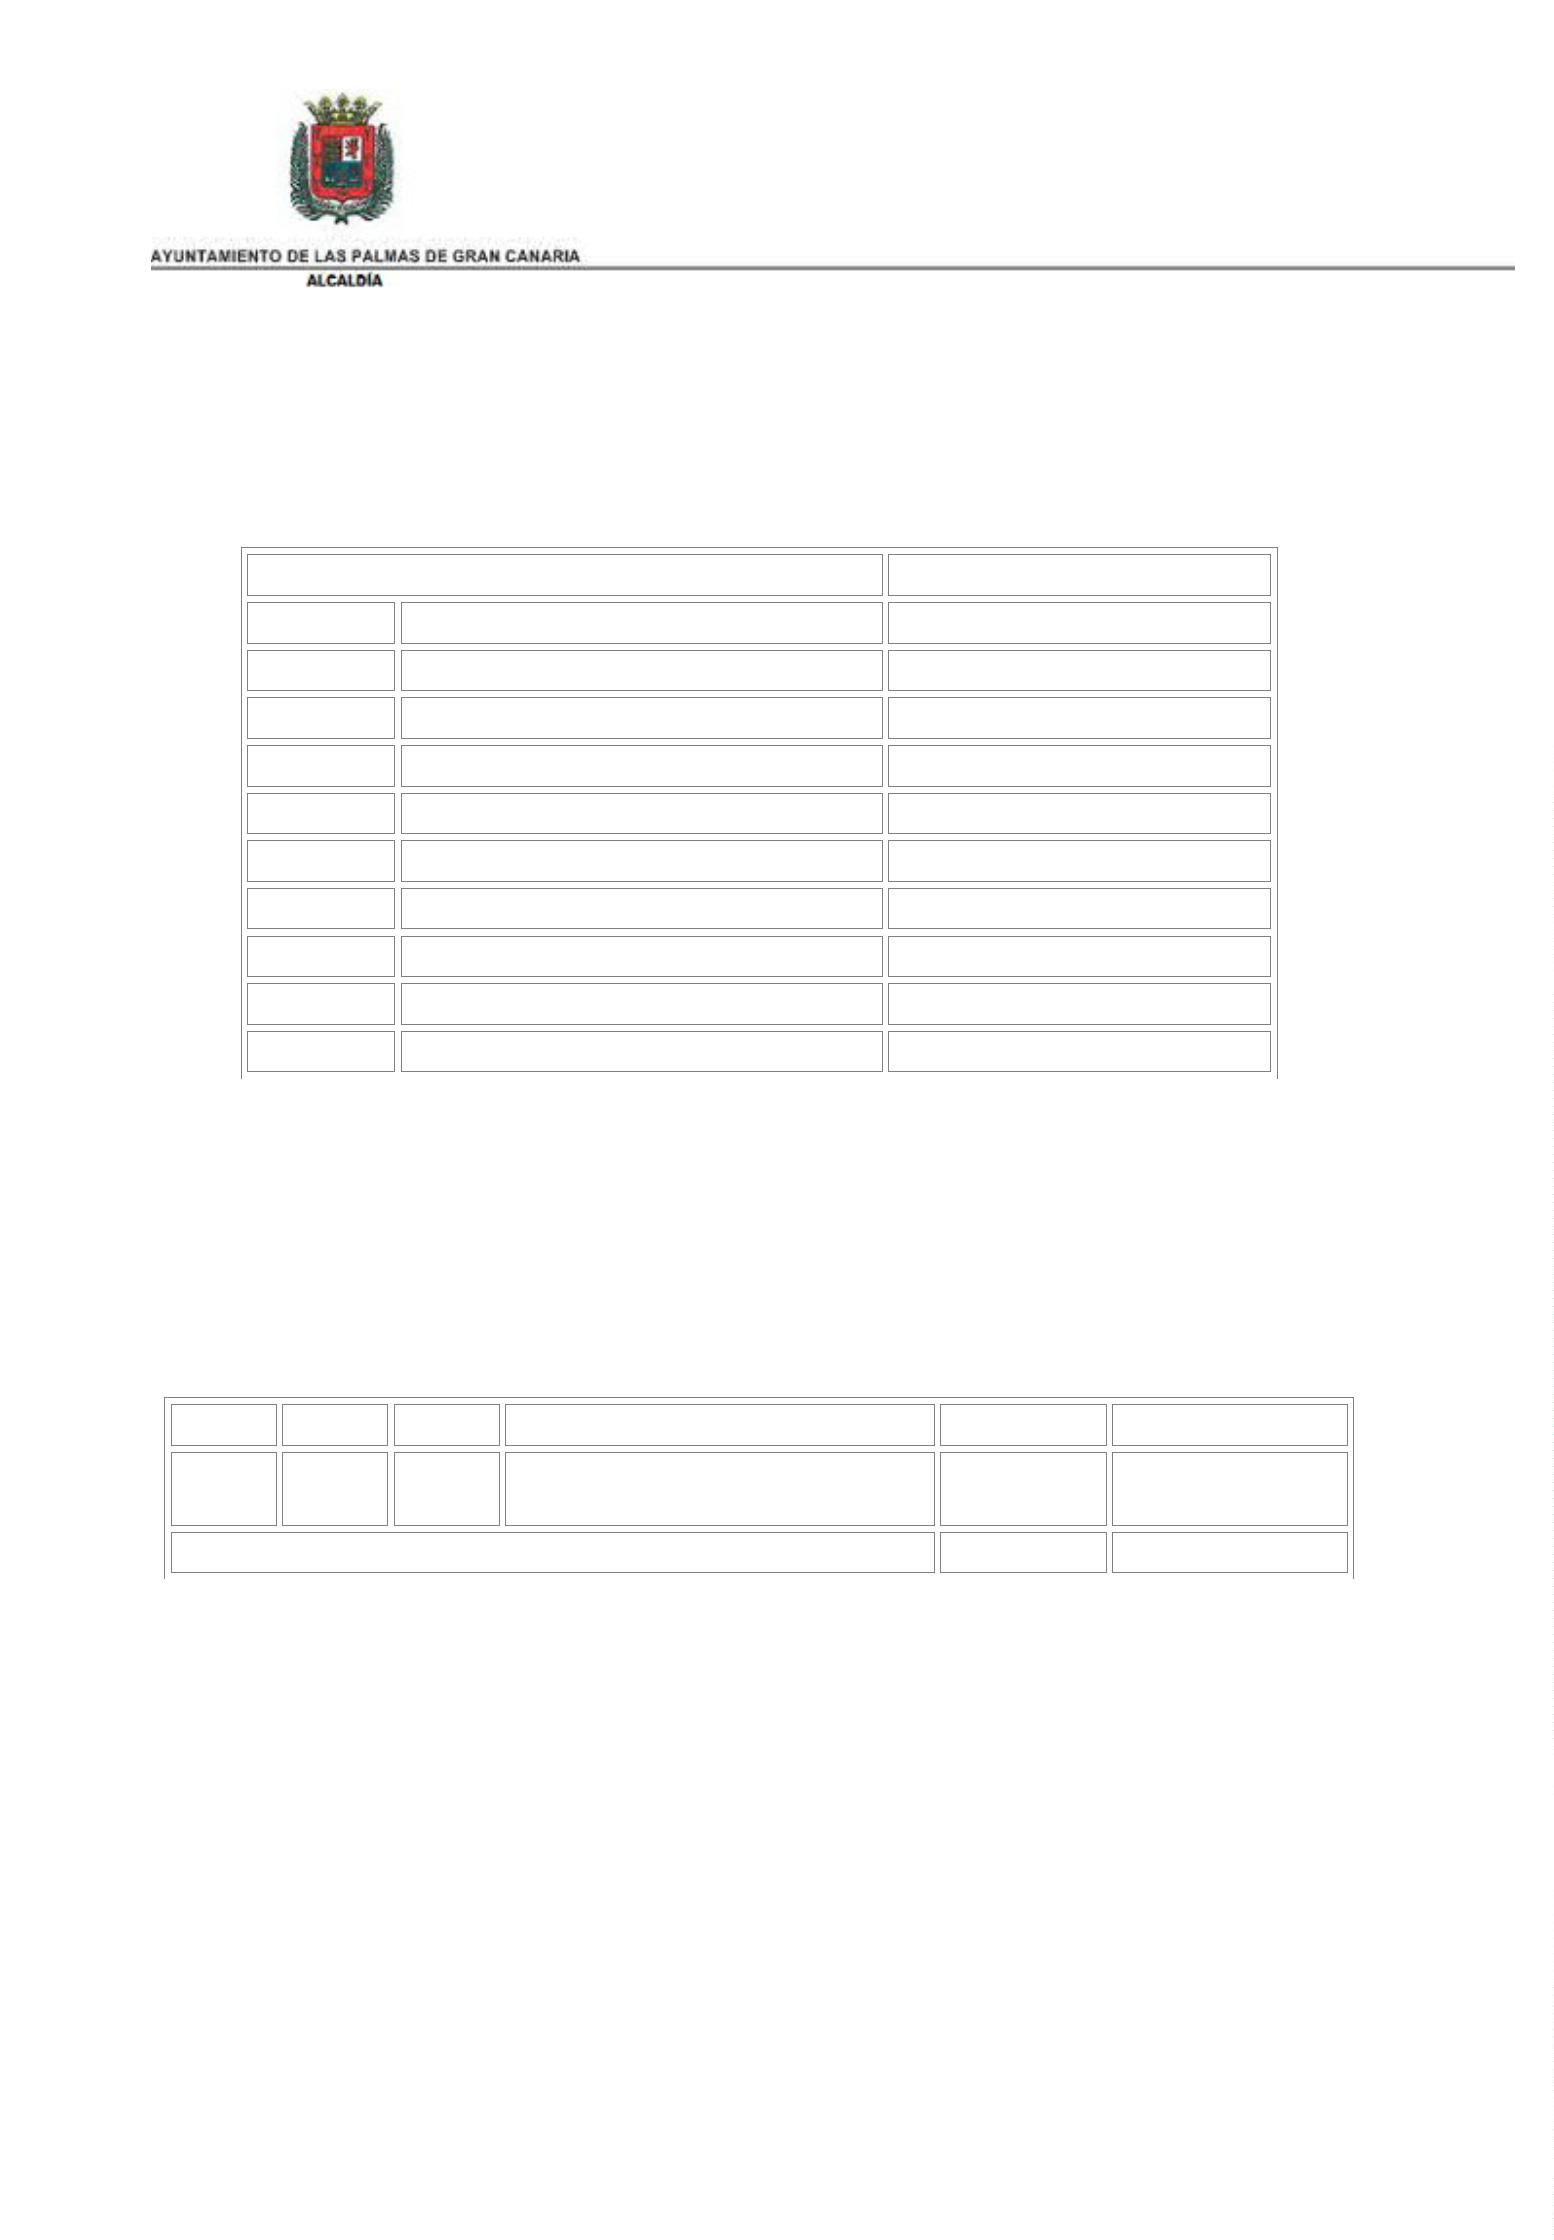 AYUNTAMIENTO DE LAS PALMAS DE GRAN CANARIA
ALCALDÍA